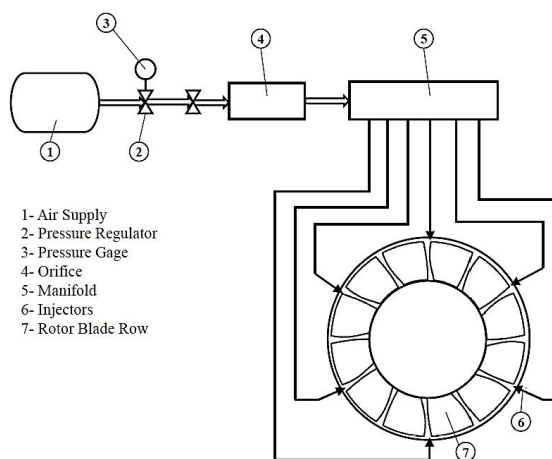 3
4
5
1
2
1- Air Supply
2- Pressure Regulator
3- Pressure Gage
4- Orifice
5- Manifold
6- Injectors
7- Rotor Blade Row
6
7